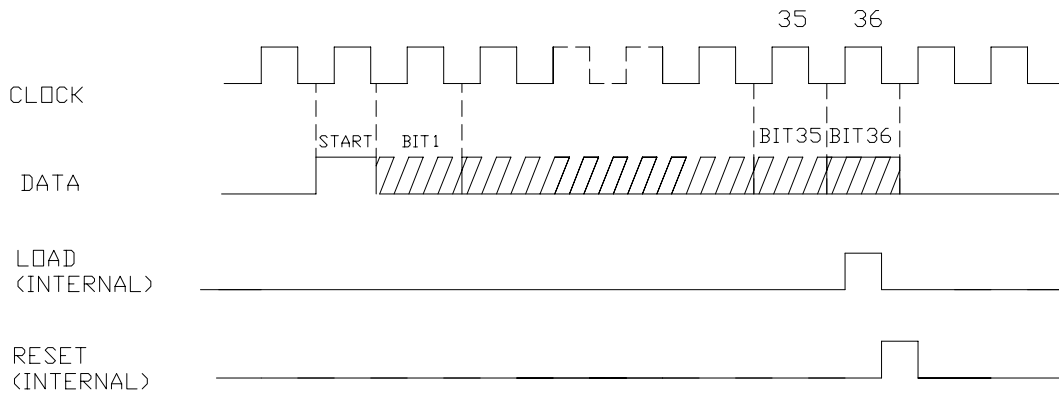 35 36
CLOCK
START BIT1 BIT35 BIT36
DATA
LOAD
(INTERNAL)
RESET
(INTERNAL)